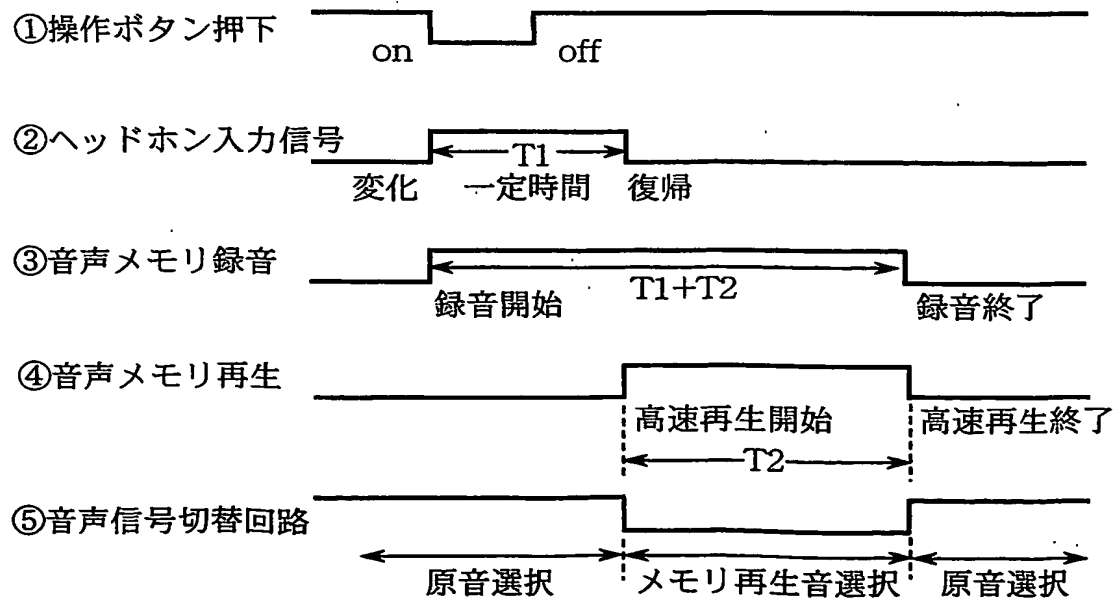 ①操作ボタン押下
on
off
②ヘッドホン入力信号
T1
変化
一定時間
復帰
③音声メモリ録音
T1+T2
録音開始
録音終了
④音声メモリ再生
高速再生開始
高速再生終了
T2
⑤音声信号切替回路
原音選択
メモリ再生音選択
原音選択